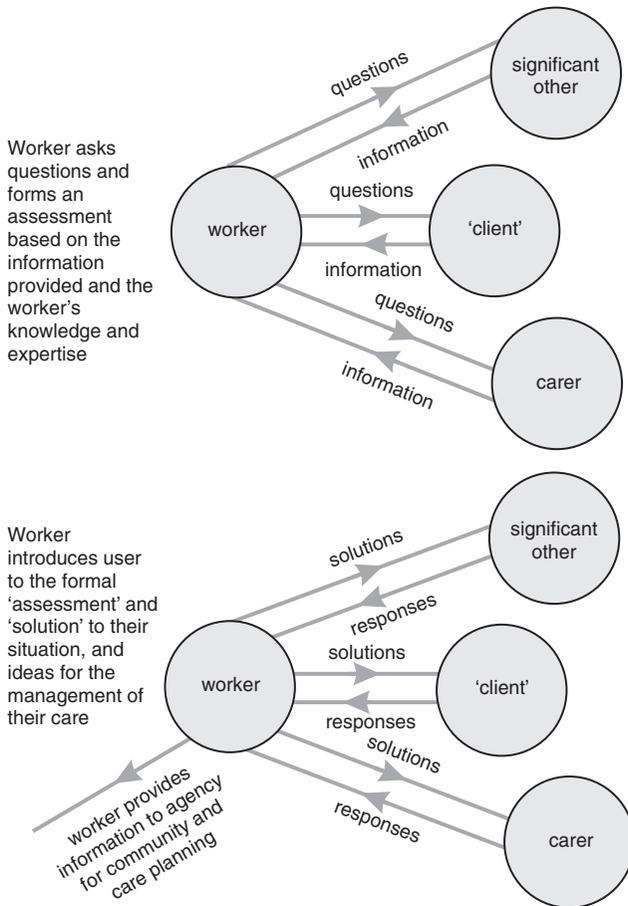 questions
significant
other
information
Worker asks
questions and
forms an
assessment
based on the
information
provided and the
worker's
knowledge and
expertise
worker
questions
'client'
information
questions
information
carer
Worker
introduces user
to the formal
'assessment' and
'solution' to their
situation, and
ideas for the
management of
their care
solutions
significant
other
responses
worker
solutions
'client'
responses
solutions
responses
carer
worker provides
information to agency
for community and
care planning